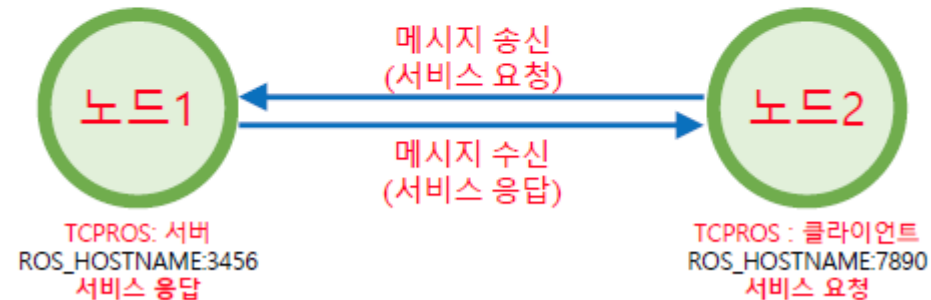 메시지 송신
(서비스 요청)
노드1
노드2
메시지 수신
(서비스 응답)
TCPROS: 서버
ROS_HOSTNAME:3456
서비스 응답
TCPROS : 클라이언트
ROS_HOSTNAME:7890
서비스 요청